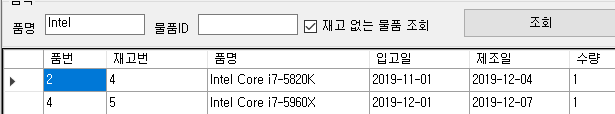 품명 Intel 물품ID 재고 없는 물품 조회 조회
품번 재고번 품명 입고일 제조일 수량
2 4 Intel Core i7-5820K 2019-11-01 2019-12-04 1
4 5 Intel Core i7-5960X 2019-12-01 2019-12-07 1